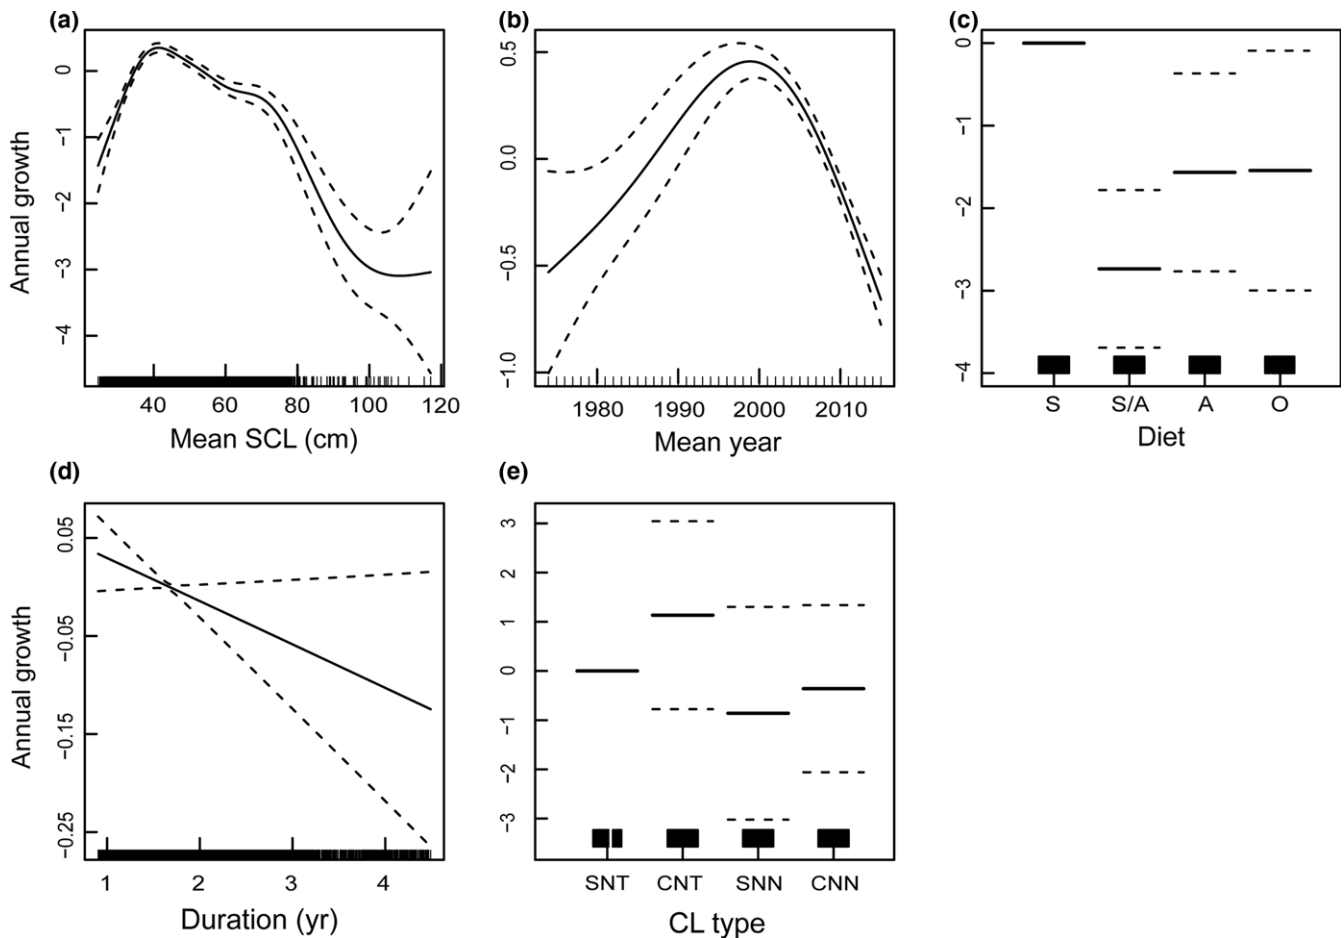 (a)
Annual growth
0
−1
−2
−3
−4
40
60
80
100
120
Mean SCL (cm)
(b)
0.5
0.0
−0.5
−1.0
1980
1990
2000
2010
Mean year
(c)
0
−1
−2
−3
−4
S
S/A
A
O
Diet
(d)
Annual growth
0.05
−0.05
−0.15
−0.25
1
2
3
4
Duration (yr)
(e)
3
2
1
0
−1
−2
−3
SNT
CNT
SNN
CNN
CL type